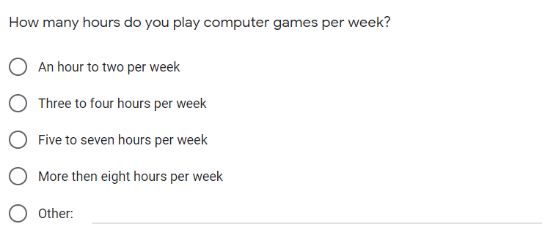 How many hours do you play computer games per week?
An hour to two per week
Three to four hours per week
Five to seven hours per week
More then eight hours per week
Other: